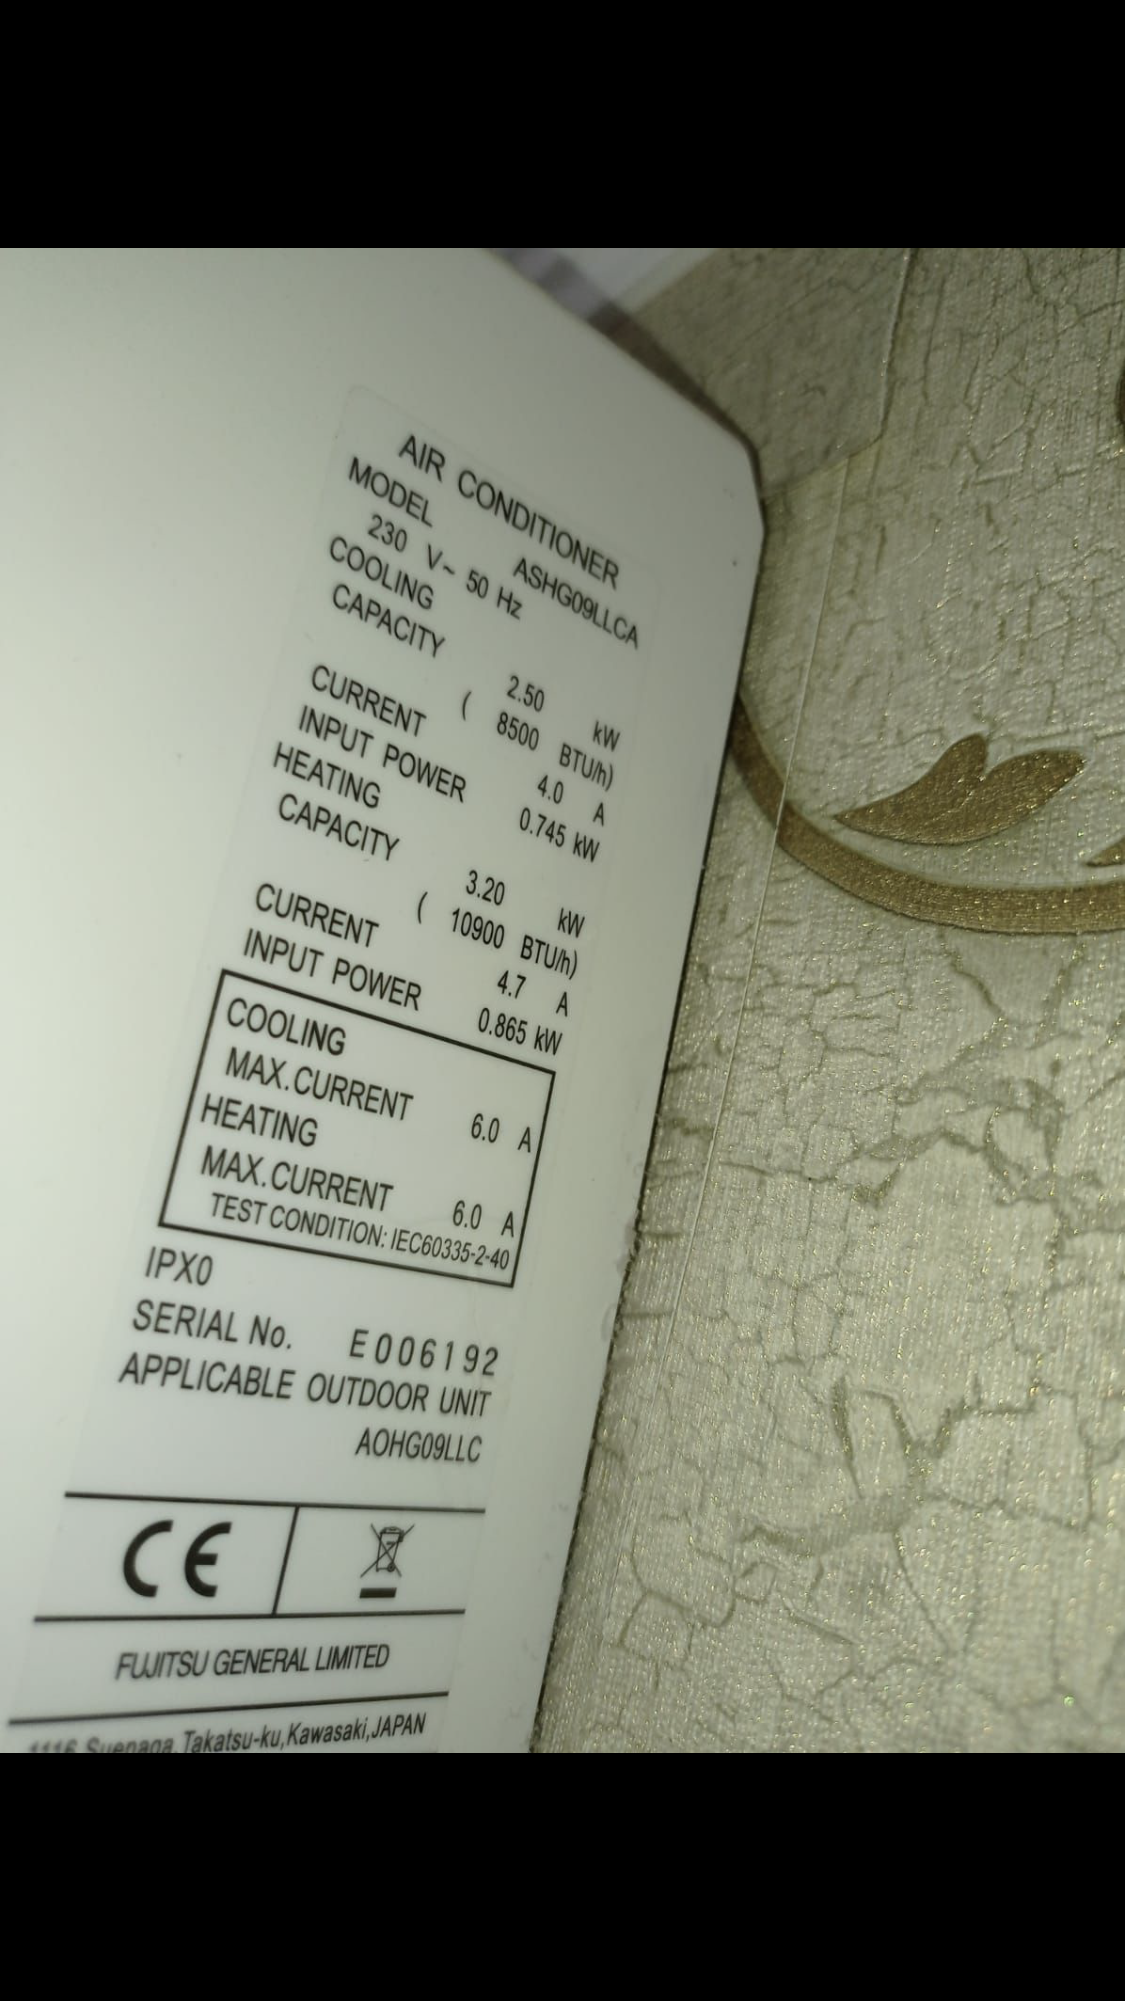 AIR CONDITIONER
MODEL ASHG09LLCA
230 V~ 50 Hz
COOLING
CAPACITY 2.50 kW
( 8500 BTU/h)
CURRENT 4.0 A
INPUT POWER 0.745 kW
HEATING
CAPACITY 3.20 kW
( 10900 BTU/h)
CURRENT 4.7 A
INPUT POWER 0.865 kW
COOLING
MAX.CURRENT 6.0 A
HEATING
MAX.CURRENT 6.0 A
TEST CONDITION: IEC60335-2-40
IPX0
SERIAL No. E006192
APPLICABLE OUTDOOR UNIT
AOHG09LLC
CE
FUJITSU GENERAL LIMITED
1116, Suenaga, Takatsu-ku, Kawasaki, JAPAN